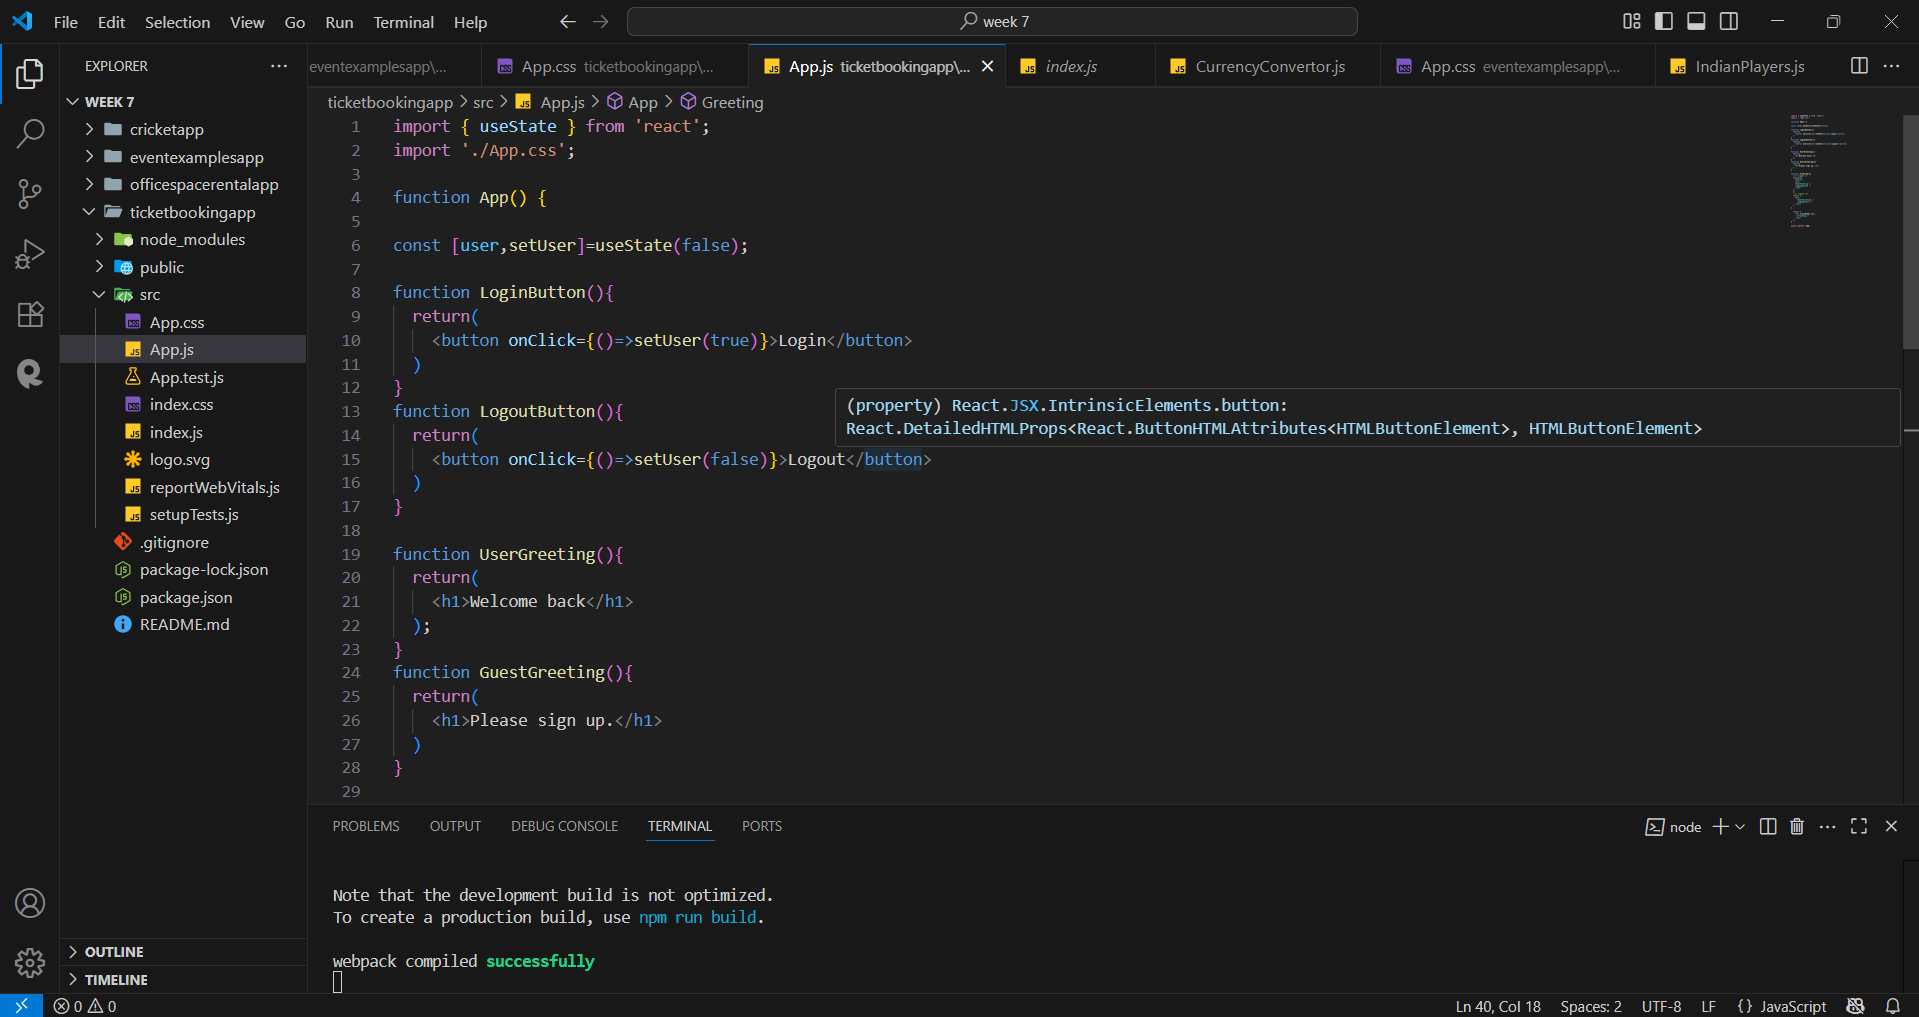 File Edit Selection View Go Run Terminal Help
week 7
EXPLORER
eventexamplesapp\...
App.css ticketbookingapp\...
App.js ticketbookingapp\...
index.js
CurrencyConvertor.js
App.css eventexamplesapp\...
IndianPlayers.js
WEEK 7
cricketapp
eventexamplesapp
officespacerentalapp
ticketbookingapp
node_modules
public
src
App.css
App.js
App.test.js
index.css
index.js
logo.svg
reportWebVitals.js
setupTests.js
.gitignore
package-lock.json
package.json
README.md
OUTLINE
TIMELINE
ticketbookingapp > src > App.js > App > Greeting
1 import { useState } from 'react';
2 import './App.css';
3
4 function App() {
5
6 const [user,setUser]=useState(false);
7
8 function LoginButton(){
9 return(
10 <button onClick={()=>setUser(true)}>Login</button>
11 )
12 }
13 function LogoutButton(){
14 return(
15 <button onClick={()=>setUser(false)}>Logout</button>
16 )
17 }
18
19 function UserGreeting(){
20 return(
21 <h1>Welcome back</h1>
22 );
23 }
24 function GuestGreeting(){
25 return(
26 <h1>Please sign up.</h1>
27 )
28 }
29
(property) React.JSX.IntrinsicElements.button:
React.DetailedHTMLProps<React.ButtonHTMLAttributes<HTMLButtonElement>, HTMLButtonElement>
PROBLEMS OUTPUT DEBUG CONSOLE TERMINAL PORTS
node
Note that the development build is not optimized.
To create a production build, use npm run build.
webpack compiled successfully
0 0
Ln 40, Col 18 Spaces: 2 UTF-8 LF {} JavaScript